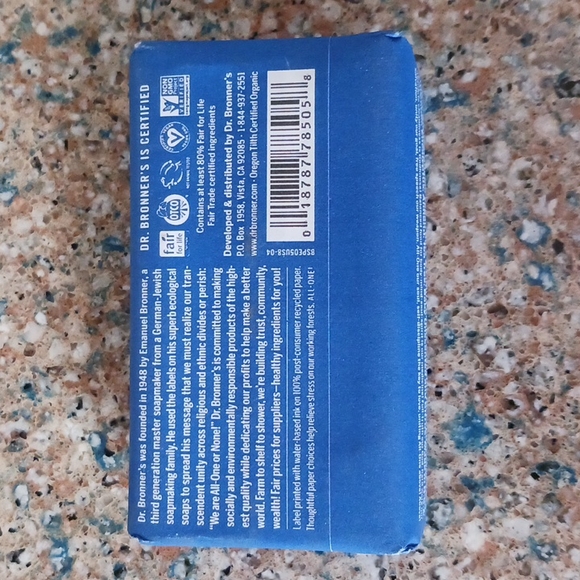 Dr. Bronner's was founded in 1948 by Emanuel Bronner, a
third generation master soapmaker from a German-Jewish
soapmaking family. He used the labels on his superb ecological
soaps to spread his message that we must realize our tran-
scendent unity across religious and ethnic divides or perish:
"We are All-One or None!" Dr. Bronner's is committed to making
socially and environmentally responsible products of the high-
est quality while dedicating our profits to help make a better
world. Farm to shelf to shower, we're building trust, community,
wealth! Fair prices for suppliers—healthy ingredients for you!
Label printed with water-based ink on 100% post-consumer recycled paper.
Thoughtful paper choices help relieve stress on our working forests. ALL-ONE!
DR. BRONNER'S IS CERTIFIED
fair
for life
OTCO
NON
GMO
VERIFIED
Contains at least 80% Fair for Life
Fair Trade certified ingredients
Developed & distributed by Dr. Bronner's
P.O. Box 1958, Vista, CA 92085 · 1-844-937-2551
www.drbronner.com · Oregon Tilth Certified Organic
0 18787 78505 8
BSPE05US8-04